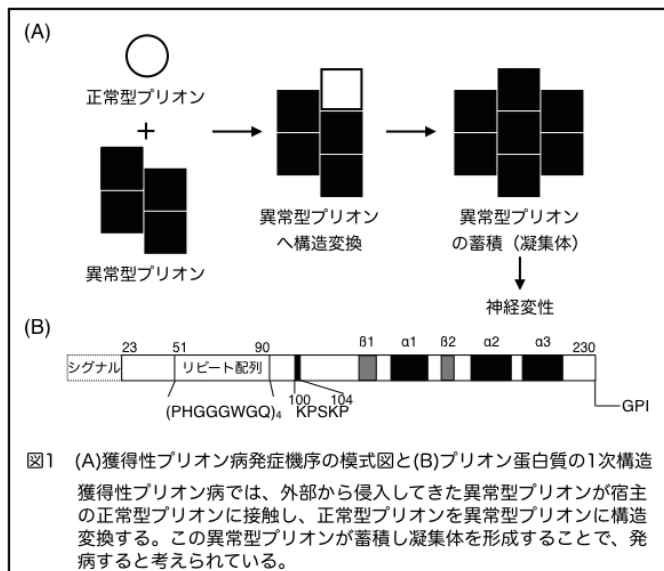 (A)
正常型プリオン
+
異常型プリオン
異常型プリオン
へ構造変換
異常型プリオン
の蓄積（凝集体）
神経変性
(B)
23 51 90 ß1 α1 ß2 α2 α3 230
シグナル リピート配列
100 104
(PHGGGWGQ)₄ KPSKP
GPI
図1 (A)獲得性プリオン病発症機序の模式図と(B)プリオン蛋白質の1次構造
獲得性プリオン病では、外部から侵入してきた異常型プリオンが宿主
の正常型プリオンに接触し、正常型プリオンを異常型プリオンに構造
変換する。この異常型プリオンが蓄積し凝集体を形成することで、発
病すると考えられている。